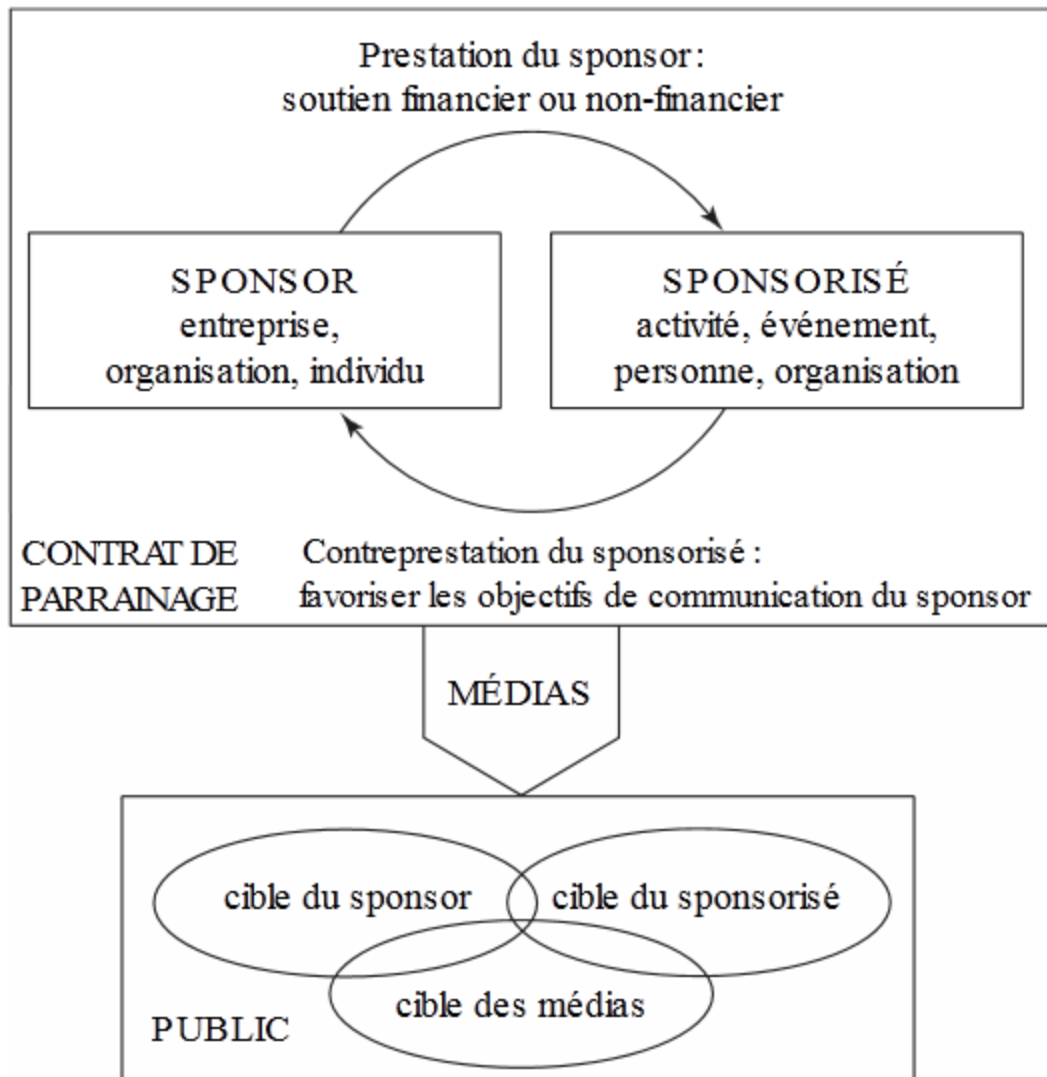 Prestation du sponsor :
soutien financier ou non-financier
SPONSOR
entreprise,
organisation, individu
SPONSORISÉ
activité, événement,
personne, organisation
CONTRAT DE
PARRAINAGE
Contreprestation du sponsorisé :
favoriser les objectifs de communication du sponsor
MÉDIAS
cible du sponsor
cible du sponsorisé
cible des médias
PUBLIC